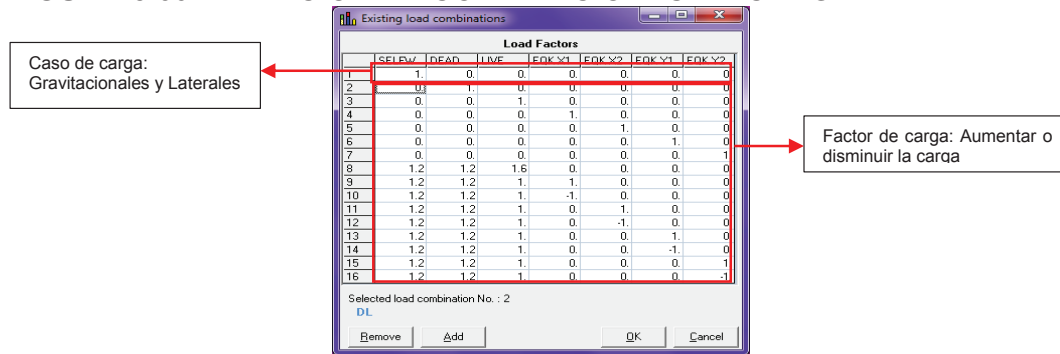 Existing load combinations
Load Factors
SELFW DEAD LIVE EQK X1 EQK X2 EQK Y1 EQK Y2
1 1. 0. 0. 0. 0. 0. 0
2 0. 1. 0. 0. 0. 0. 0
3 0. 0. 1. 0. 0. 0. 0
4 0. 0. 0. 1. 0. 0. 0
5 0. 0. 0. 0. 1. 0. 0
6 0. 0. 0. 0. 0. 1. 0
7 0. 0. 0. 0. 0. 0. 1
8 1.2 1.2 1.6 0. 0. 0. 0
9 1.2 1.2 1. 1. 0. 0. 0
10 1.2 1.2 1. -1. 0. 0. 0
11 1.2 1.2 1. 0. 1. 0. 0
12 1.2 1.2 1. 0. -1. 0. 0
13 1.2 1.2 1. 0. 0. 1. 0
14 1.2 1.2 1. 0. 0. -1. 0
15 1.2 1.2 1. 0. 0. 0. 1
16 1.2 1.2 1. 0. 0. 0. -1
Selected load combination No. : 2
DL
Remove Add OK Cancel
Caso de carga:
Gravitacionales y Laterales
Factor de carga: Aumentar o
disminuir la carga